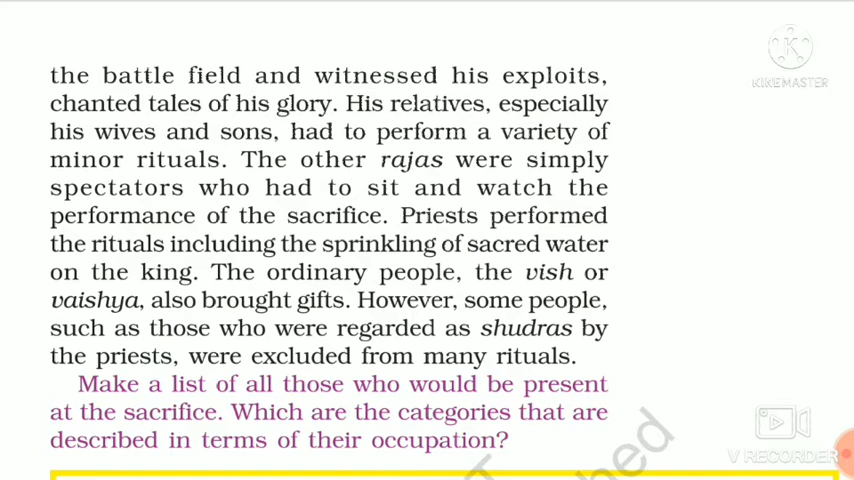 the battle field and witnessed his exploits,
chanted tales of his glory. His relatives, especially
his wives and sons, had to perform a variety of
minor rituals. The other rajas were simply
spectators who had to sit and watch the
performance of the sacrifice. Priests performed
the rituals including the sprinkling of sacred water
on the king. The ordinary people, the vish or
vaishya, also brought gifts. However, some people,
such as those who were regarded as shudras by
the priests, were excluded from many rituals.
Make a list of all those who would be present
at the sacrifice. Which are the categories that are
described in terms of their occupation?
K
KINEMASTER
V RECORDER